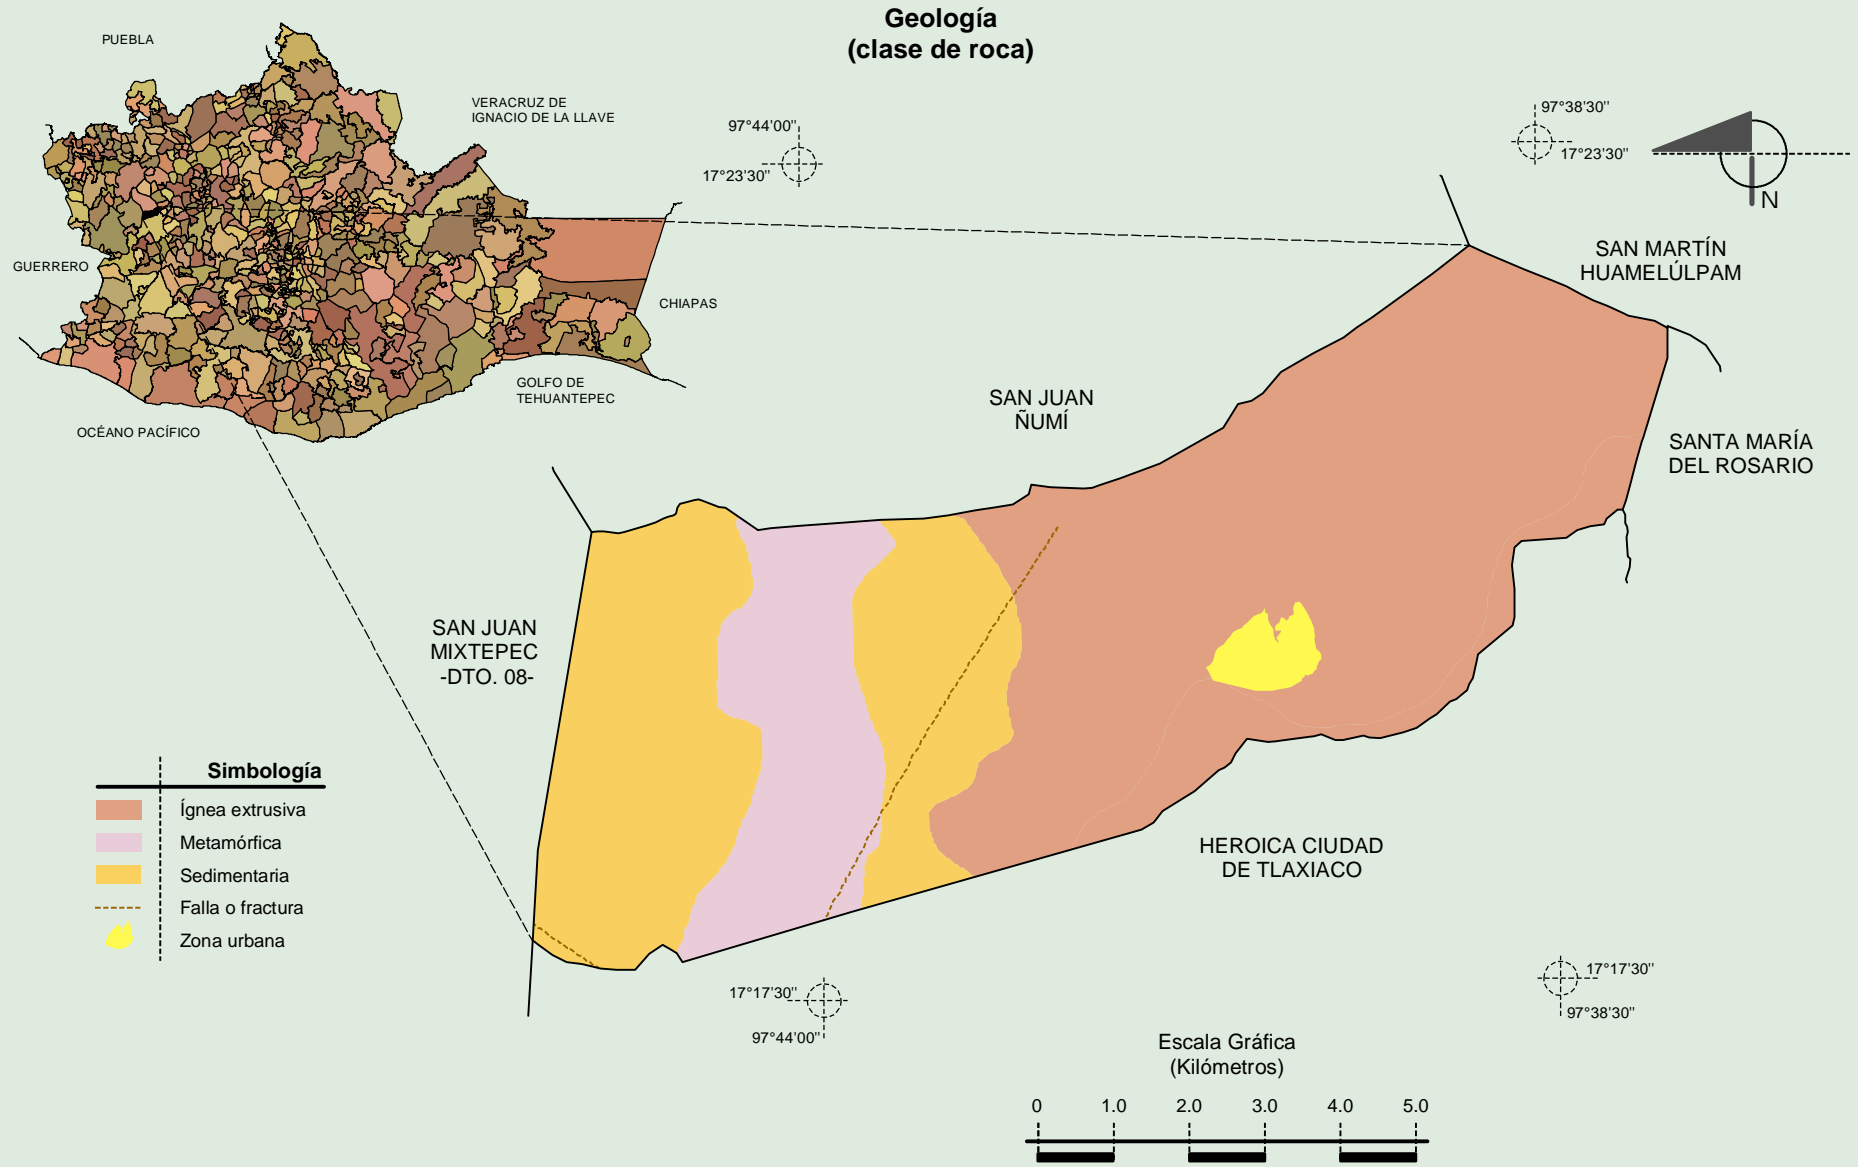 Geología
(clase de roca)
PUEBLA
VERACRUZ DE
IGNACIO DE LA LLAVE
GUERRERO
CHIAPAS
GOLFO DE
TEHUANTEPEC
OCÉANO PACÍFICO
97°44'00"
17°23'30"
97°38'30"
17°23'30"
N
SAN MARTÍN
HUAMELÚLPAM
SAN JUAN
ÑUMÍ
SANTA MARÍA
DEL ROSARIO
SAN JUAN
MIXTEPEC
-DTO. 08-
HEROICA CIUDAD
DE TLAXIACO
Simbología
Ígnea extrusiva
Metamórfica
Sedimentaria
Falla o fractura
Zona urbana
17°17'30"
97°44'00"
17°17'30"
97°38'30"
Escala Gráfica
(Kilómetros)
0 1.0 2.0 3.0 4.0 5.0